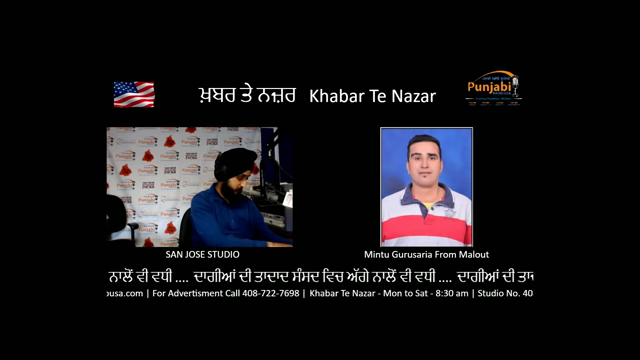 ਖ਼ਬਰ ਤੇ ਨਜ਼ਰ Khabar Te Nazar
Punjabi
SAN JOSE STUDIO
Mintu Gurusaria From Malout
ਨਾਲੋਂ ਵੀ ਵਧੀ .... ਦਾਗੀਆਂ ਦੀ ਤਾਦਾਦ ਸੰਸਦ ਵਿਚ ਅੱਗੇ ਨਾਲੋਂ ਵੀ ਵਧੀ .... ਦਾਗੀਆਂ ਦੀ ਤਾਦ
ousa.com | For Advertisment Call 408-722-7698 | Khabar Te Nazar - Mon to Sat - 8:30 am | Studio No. 40